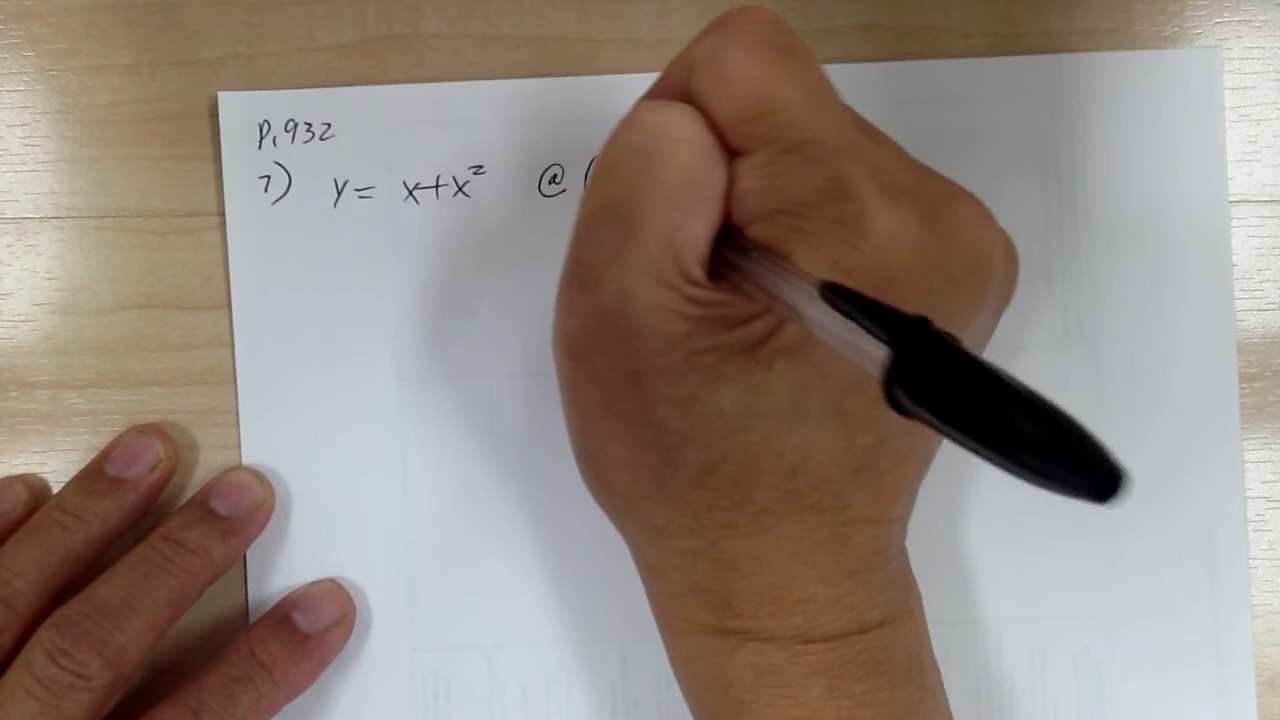 P.932
7) y = x+x² @ (